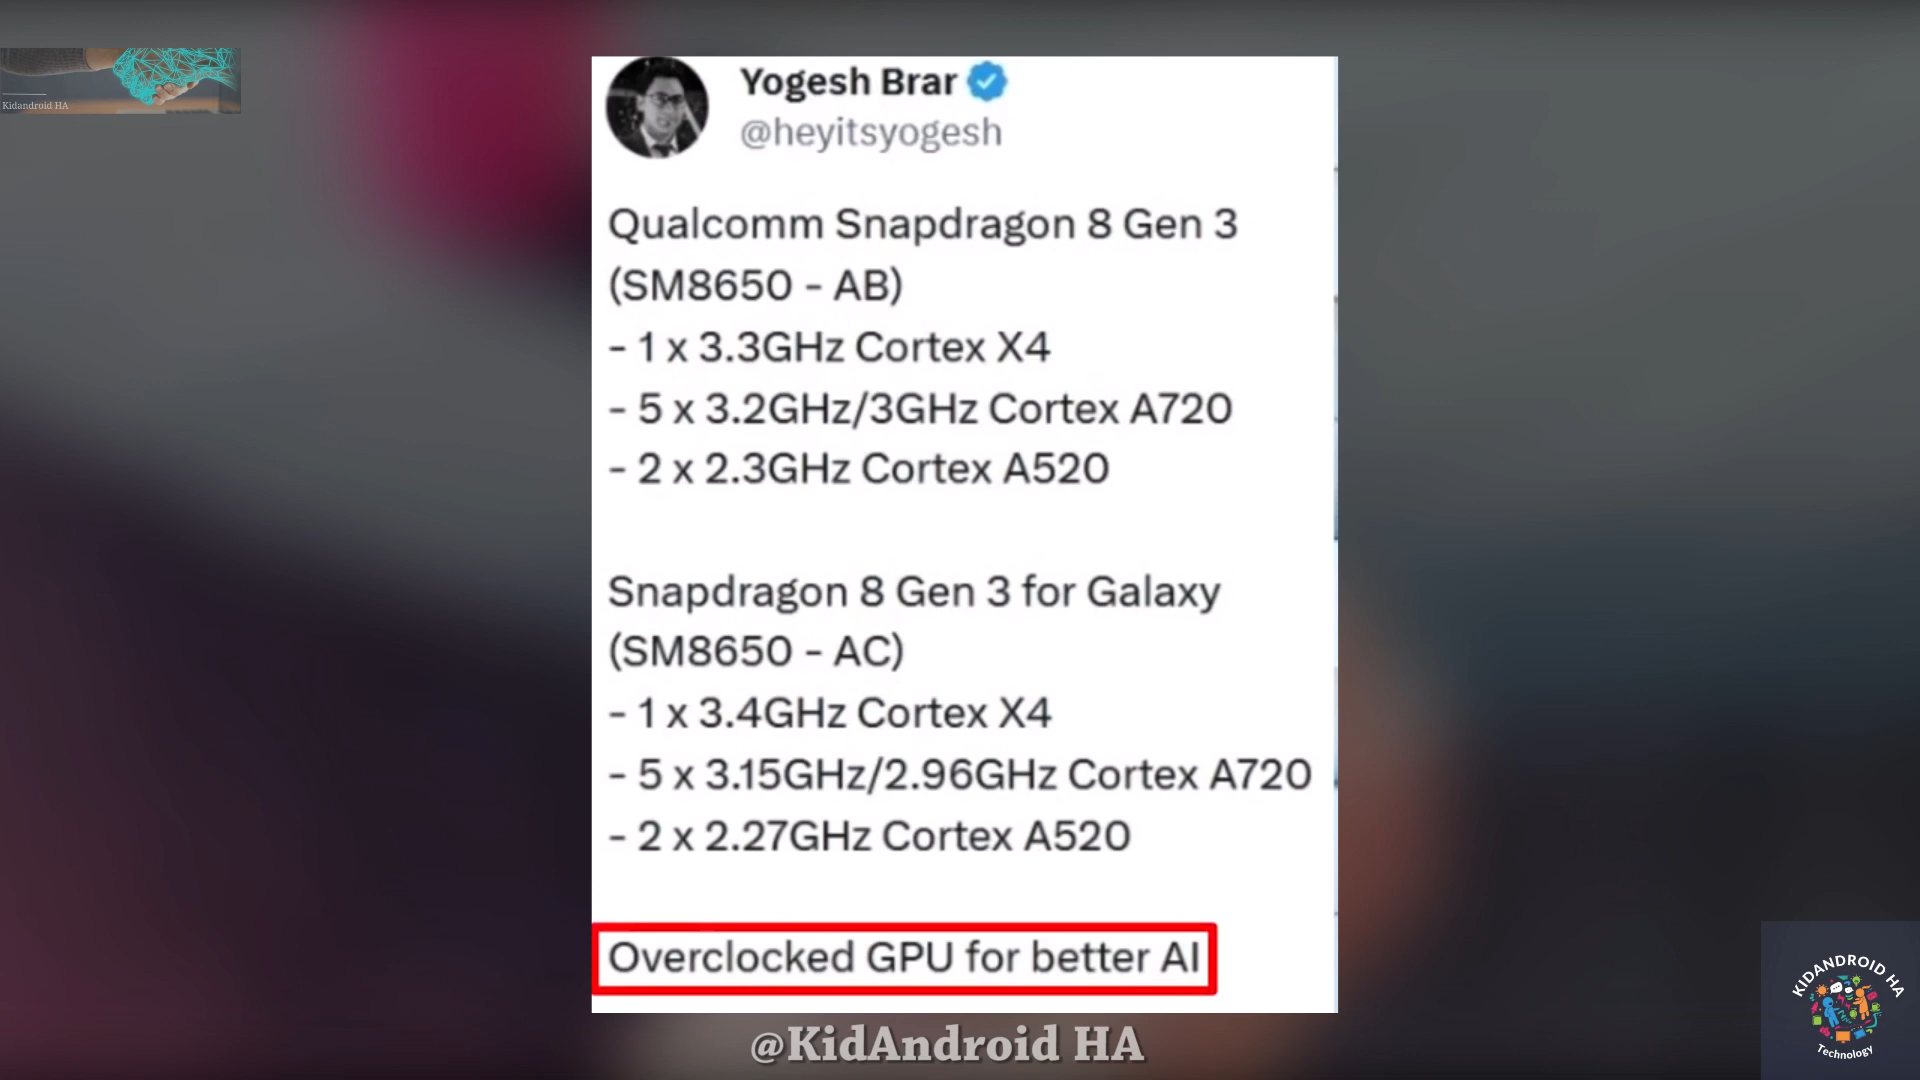 Kidandroid HA
Yogesh Brar
@heyitsyogesh
Qualcomm Snapdragon 8 Gen 3
(SM8650 - AB)
- 1 x 3.3GHz Cortex X4
- 5 x 3.2GHz/3GHz Cortex A720
- 2 x 2.3GHz Cortex A520
Snapdragon 8 Gen 3 for Galaxy
(SM8650 - AC)
- 1 x 3.4GHz Cortex X4
- 5 x 3.15GHz/2.96GHz Cortex A720
- 2 x 2.27GHz Cortex A520
Overclocked GPU for better AI
@KidAndroid HA
KIDANDROID HA
Technology